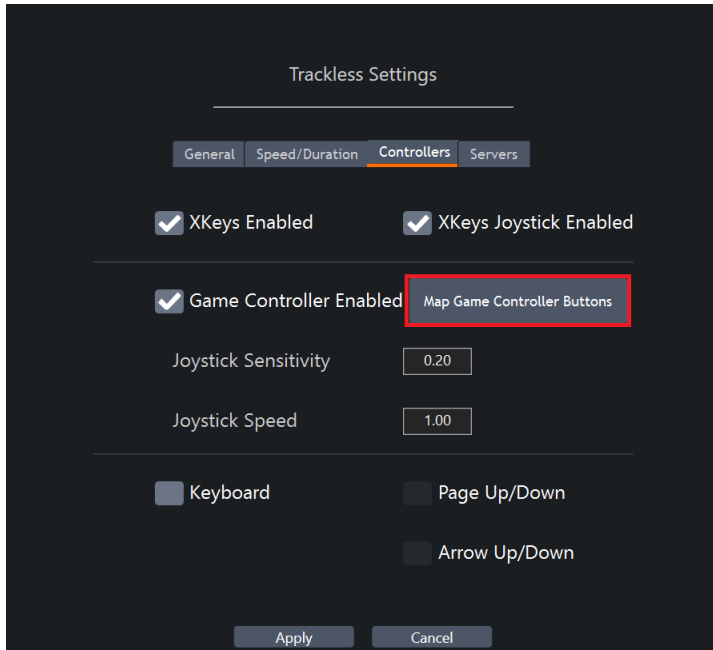 Trackless Settings
General Speed/Duration Controllers Servers
XKeys Enabled XKeys Joystick Enabled
Game Controller Enabled Map Game Controller Buttons
Joystick Sensitivity 0.20
Joystick Speed 1.00
Keyboard Page Up/Down
Arrow Up/Down
Apply Cancel